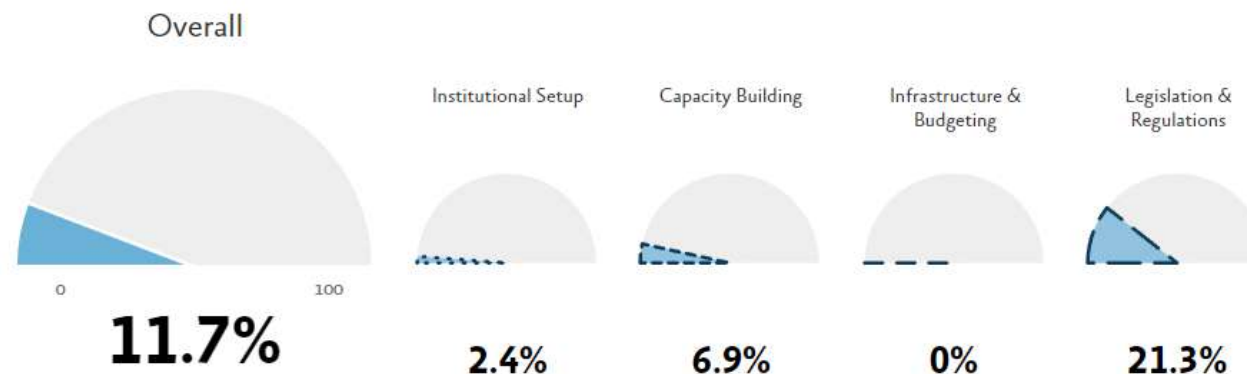 Overall
0
100
11.7%
Institutional Setup
2.4%
Capacity Building
6.9%
Infrastructure &
Budgeting
0%
Legislation &
Regulations
21.3%